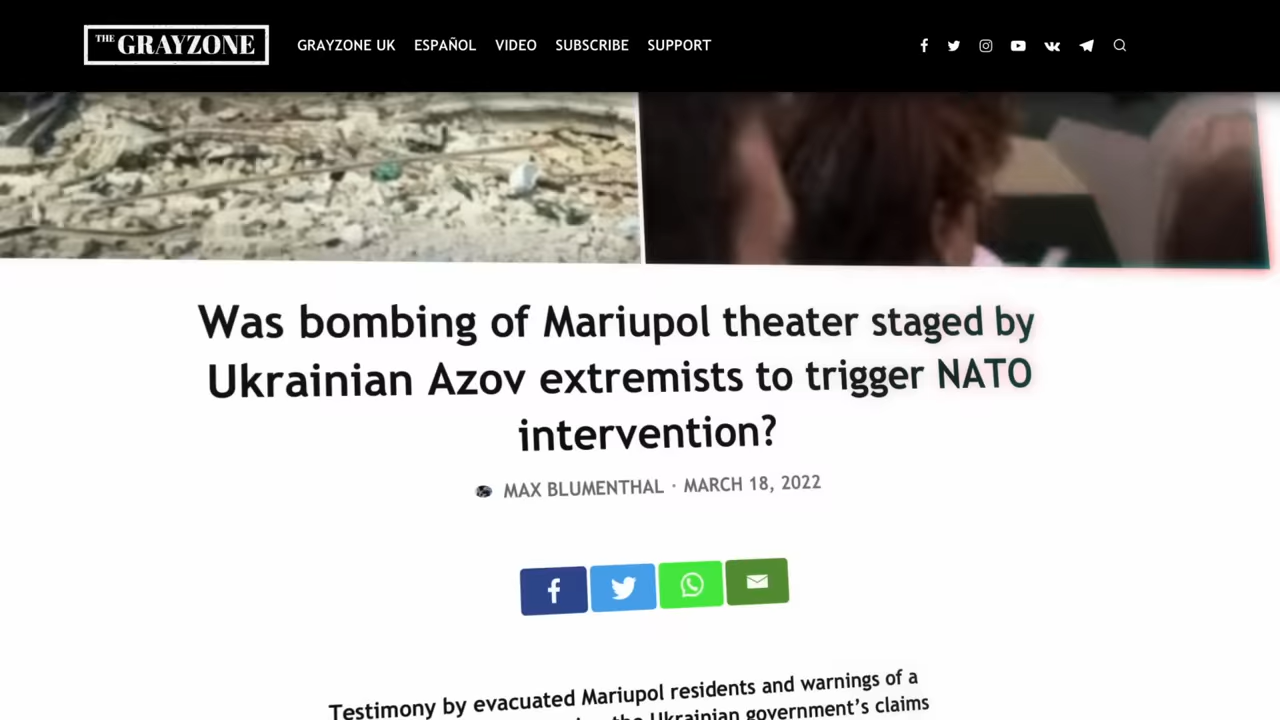 THE GRAYZONE
GRAYZONE UK ESPAÑOL VIDEO SUBSCRIBE SUPPORT
Was bombing of Mariupol theater staged by
Ukrainian Azov extremists to trigger NATO
intervention?
MAX BLUMENTHAL · MARCH 18, 2022
Testimony by evacuated Mariupol residents and warnings of a
the Ukrainian government's claims